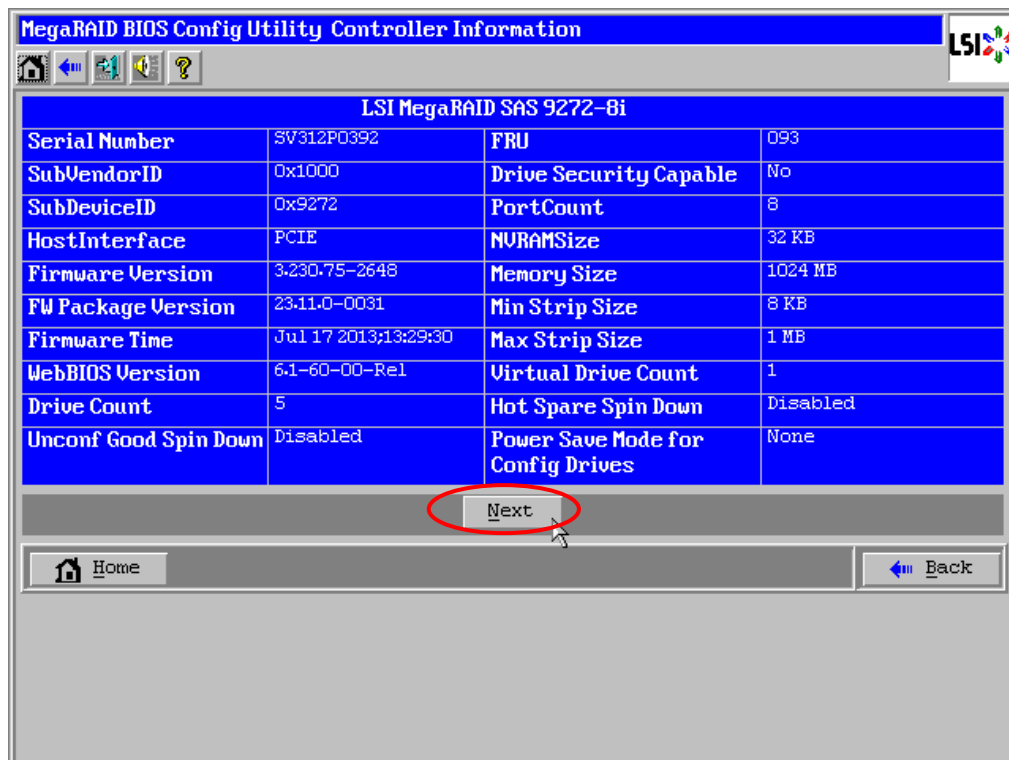 MegaRAID BIOS Config Utility Controller Information
LSI
LSI MegaRAID SAS 9272-8i
Serial Number SV312P0392 FRU 093
SubVendorID 0x1000 Drive Security Capable No
SubDeviceID 0x9272 PortCount 8
HostInterface PCIE NVRAMSize 32 KB
Firmware Version 3.230.75-2648 Memory Size 1024 MB
FW Package Version 23.11.0-0031 Min Strip Size 8 KB
Firmware Time Jul 17 2013;13:29:30 Max Strip Size 1 MB
WebBIOS Version 6.1-60-00-Rel Virtual Drive Count 1
Drive Count 5 Hot Spare Spin Down Disabled
Unconf Good Spin Down Disabled Power Save Mode for None
Config Drives
Next
Home Back